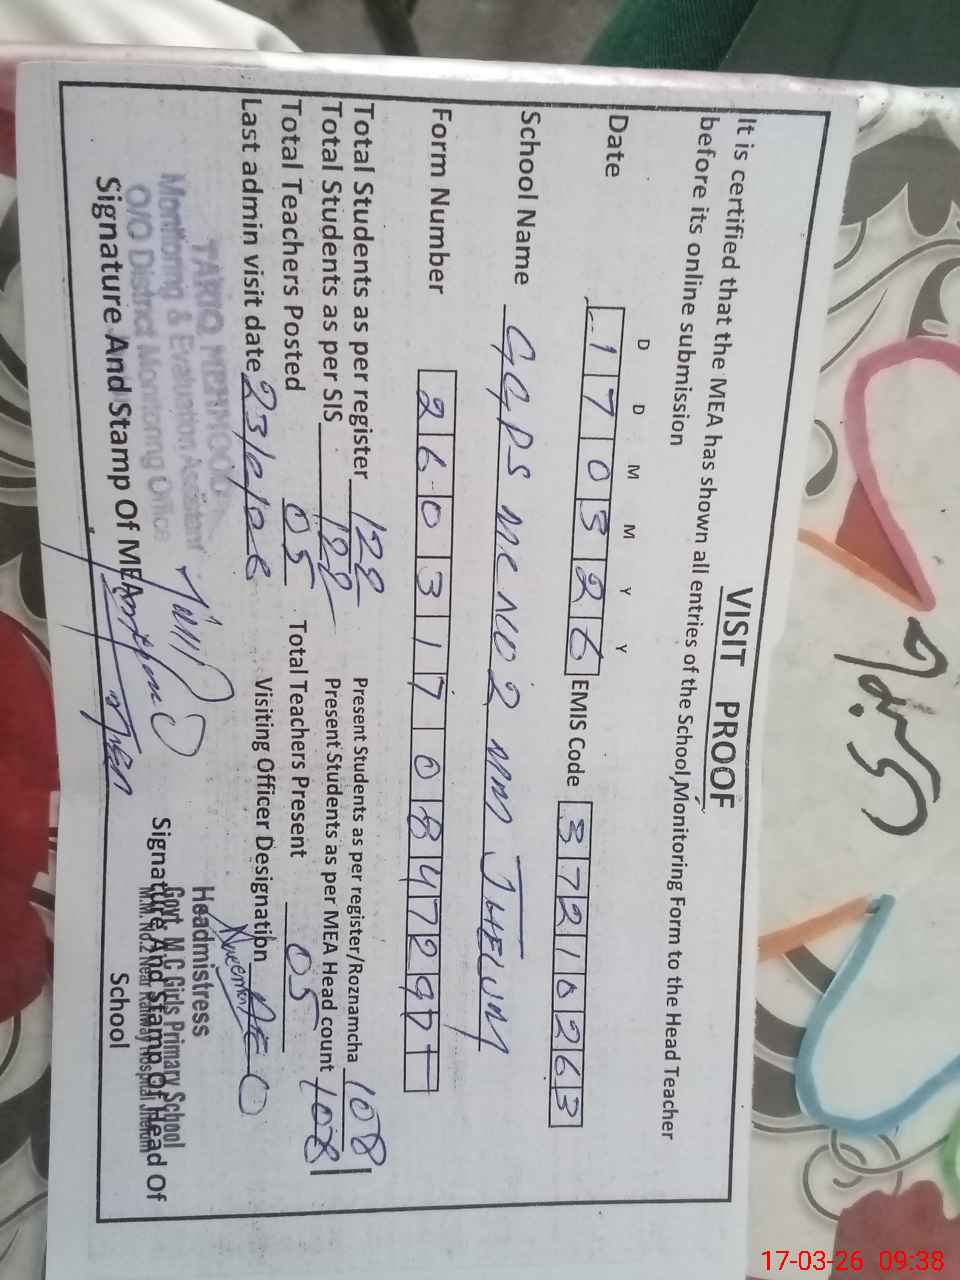 VISIT PROOF
It is certified that the MEA has shown all entries of the School Monitoring Form to the Head Teacher
before its online submission
D D M M Y Y
Date 1 7 0 3 2 6 EMIS Code 3 7 2 1 0 2 6 3
School Name GGPS MC NO 2 MM JHELUM
Form Number 2 6 0 3 1 7 0 8 4 7 2 9
Total Students as per register 128 Present Students as per register/Roznamcha 108
Total Students as per SIS 128 Present Students as per MEA Head count 108
Total Teachers Posted 05 Total Teachers Present 05
Last admin visit date Visiting Officer Designation AEO
TARIQ MEHMOOD
Monitoring & Evaluation Assistant
O/O District Monitoring Office
Signature And Stamp Of MEA
Headmistress
Govt. M.C Girls Primary School
Signature And Stamp Of Head Of
School
17-03-26 09:38